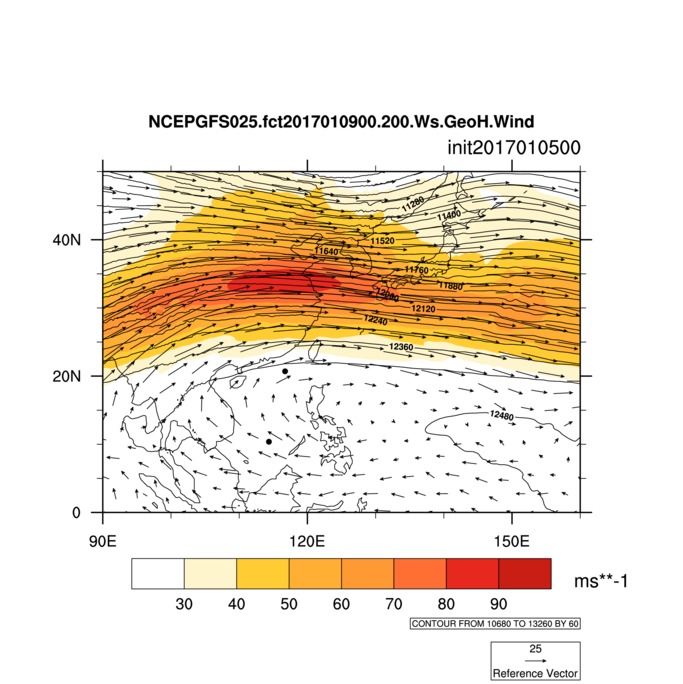 NCEPGFS025.fct2017010900.200.Ws.GeoH.Wind
init2017010500
11280
11400
40N
11520
11640
11760
11880
12000
12120
12240
12360
20N
12480
0
90E 120E 150E
ms**-1
30 40 50 60 70 80 90
CONTOUR FROM 10680 TO 13260 BY 60
25
Reference Vector